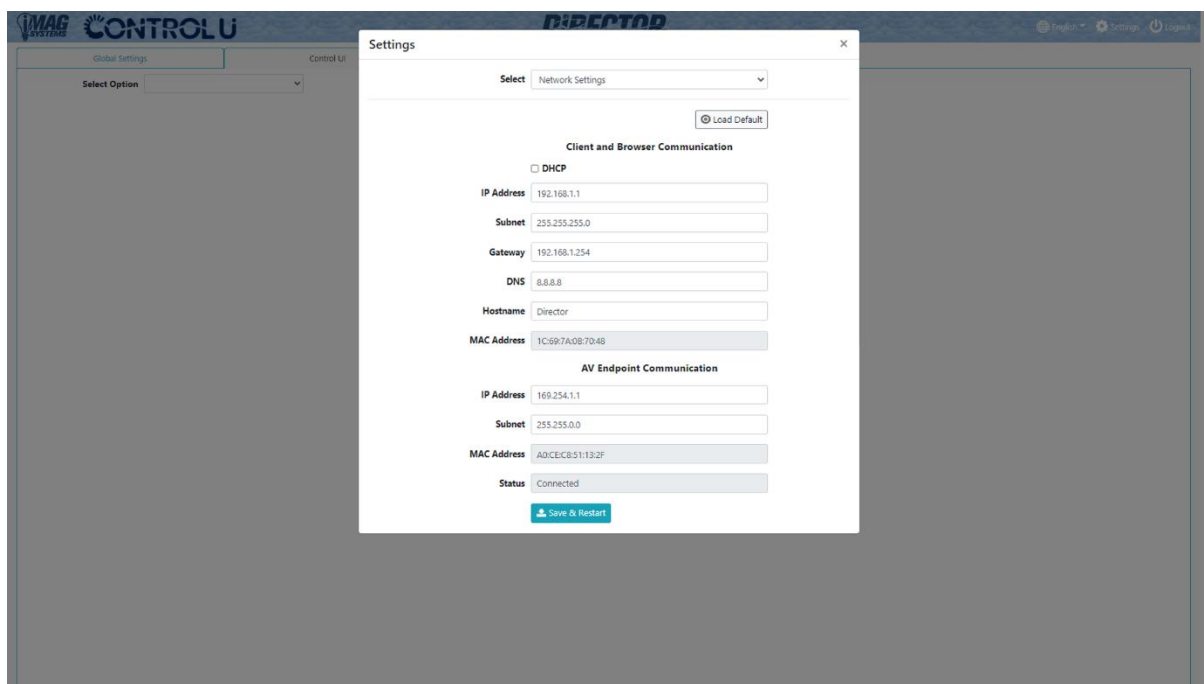 iMAG SYSTEMS CONTROL Ui DIRECTOR English Settings Logout
Global Settings Control UI
Select Option
Settings ×
Select Network Settings
Load Default
Client and Browser Communication
DHCP
IP Address 192.168.1.1
Subnet 255.255.255.0
Gateway 192.168.1.254
DNS 8.8.8.8
Hostname Director
MAC Address 1C:69:7A:0B:70:48
AV Endpoint Communication
IP Address 169.254.1.1
Subnet 255.255.0.0
MAC Address A0:CE:C8:51:13:2F
Status Connected
Save & Restart